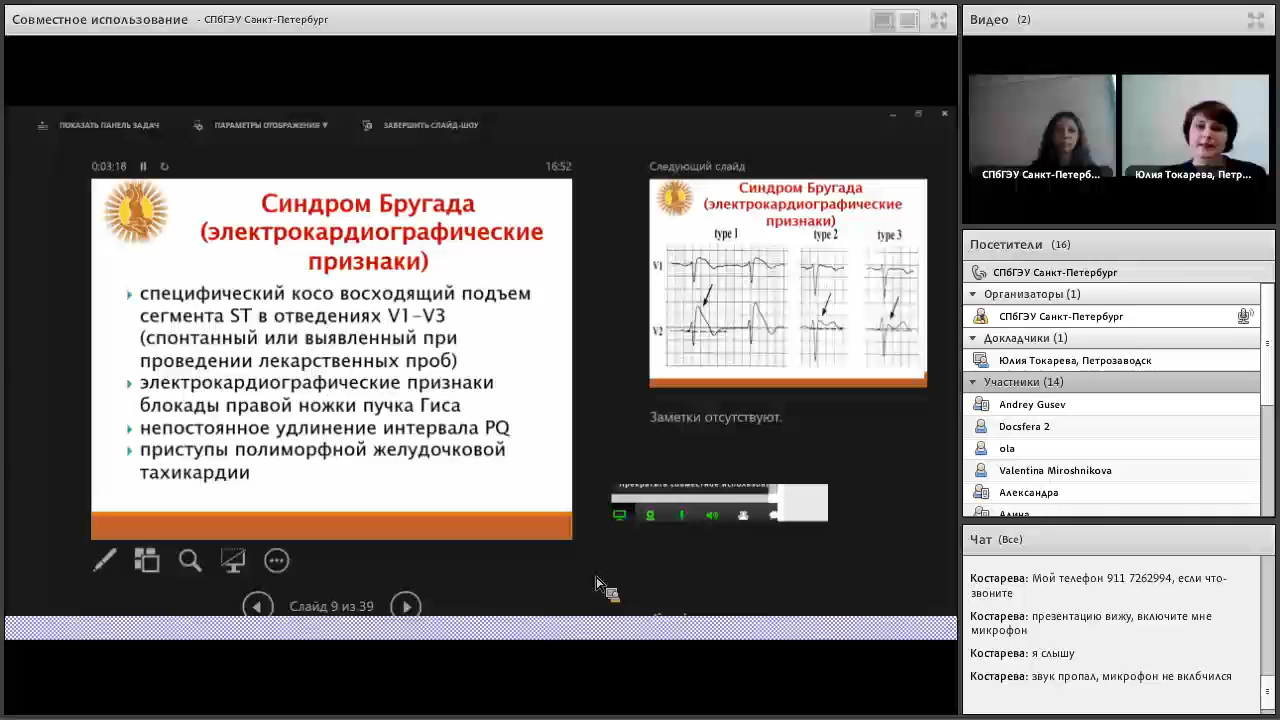 Совместное использование - СПбГЭУ Санкт-Петербург
ПОКАЗАТЬ ПАНЕЛЬ ЗАДАЧ
ПАРАМЕТРЫ ОТОБРАЖЕНИЯ ▼
ЗАВЕРШИТЬ СЛАЙД-ШОУ
0:03:18
16:52
Синдром Бругада
(электрокардиографические
признаки)
специфический косо восходящий подъем
сегмента ST в отведениях V1-V3
(спонтанный или выявленный при
проведении лекарственных проб)
электрокардиографические признаки
блокады правой ножки пучка Гиса
непостоянное удлинение интервала PQ
приступы полиморфной желудочковой
тахикардии
Слайд 9 из 39
Следующий слайд
Синдром Бругада
(электрокардиографические
признаки)
type 1
type 2
type 3
V1
V2
Заметки отсутствуют.
Видео (2)
СПбГЭУ Санкт-Петерб...
Юлия Токарева, Петр...
Посетители (16)
СПбГЭУ Санкт-Петербург
Организаторы (1)
СПбГЭУ Санкт-Петербург
Докладчики (1)
Юлия Токарева, Петрозаводск
Участники (14)
Andrey Gusev
Docsfera 2
ola
Valentina Miroshnikova
Александра
Алина
Чат (Все)
Костарева: Мой телефон 911 7262994, если что-
звоните
Костарева: презентацию вижу, включите мне
микрофон
Костарева: я слышу
Костарева: звук пропал, микрофон не вклбчился